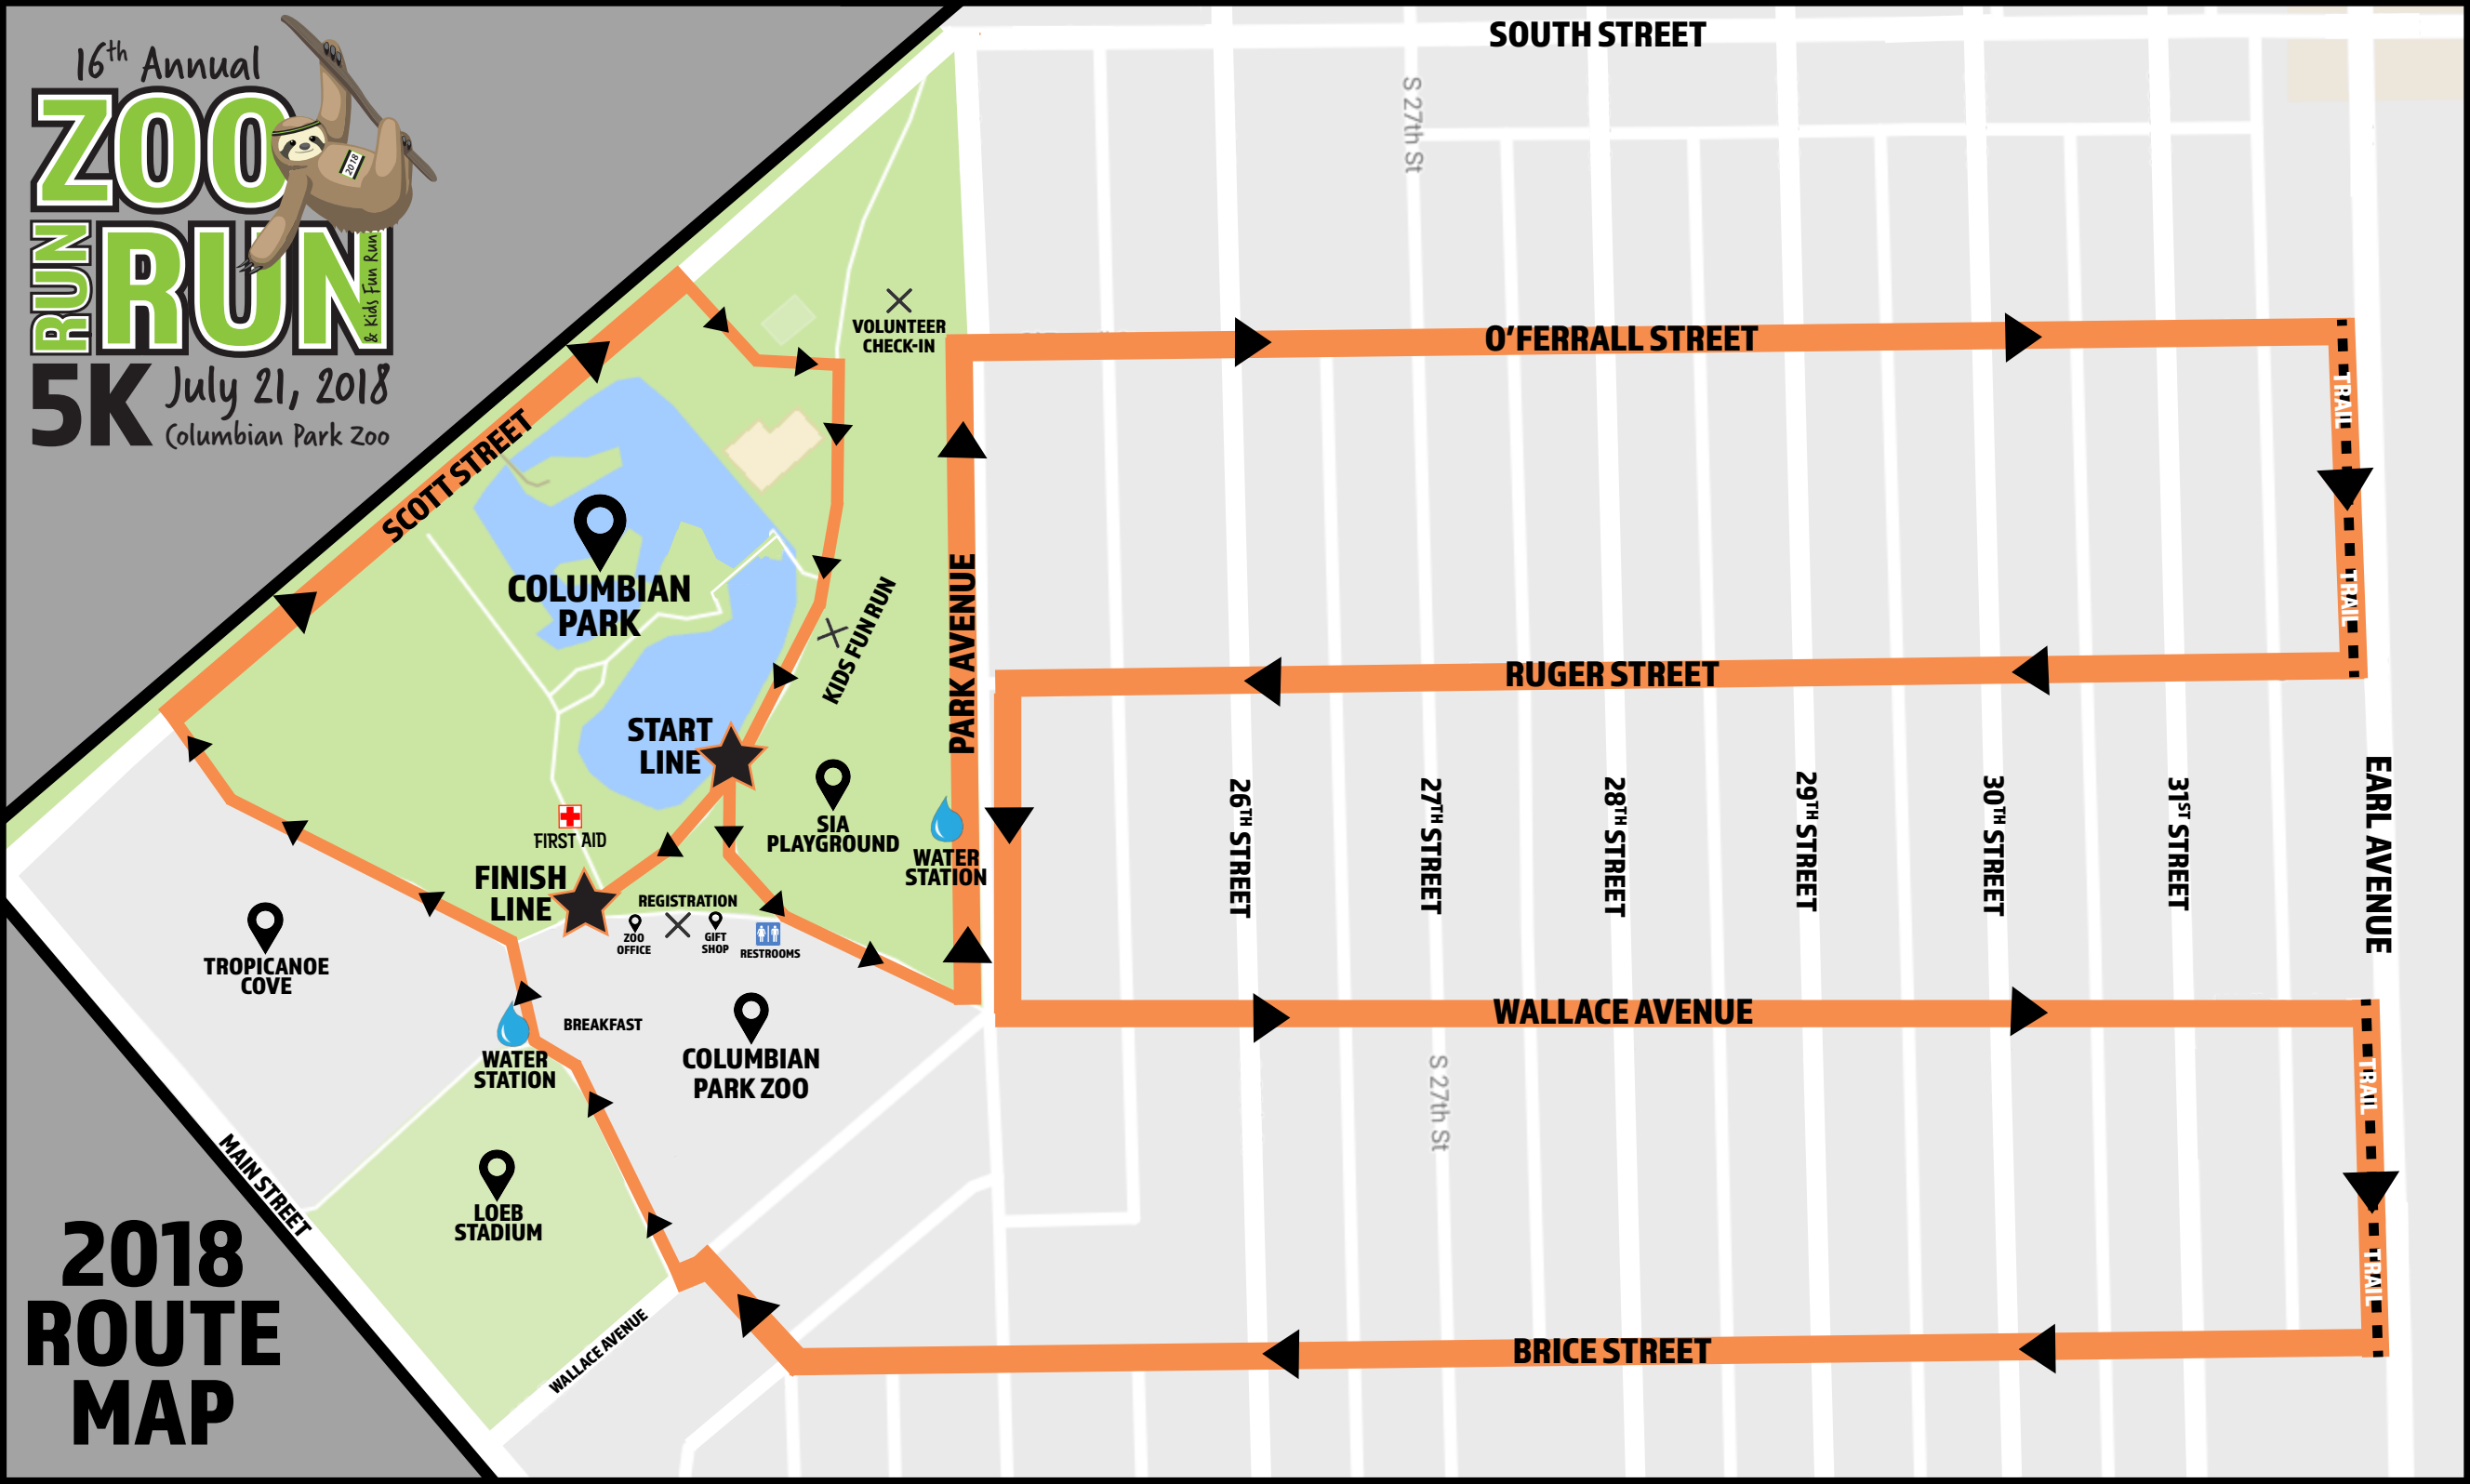 16th Annual
ZOO
RUN
RUN
& Kids Fun Run
2018
5K
July 21, 2018
Columbian Park Zoo
SOUTH STREET
S 27th St
VOLUNTEER
CHECK-IN
O'FERRALL STREET
TRAIL
TRAIL
SCOTT STREET
COLUMBIAN
PARK
KIDS FUN RUN
PARK AVENUE
RUGER STREET
START
LINE
SIA
PLAYGROUND
WATER
STATION
26TH STREET
27TH STREET
28TH STREET
29TH STREET
30TH STREET
31ST STREET
EARL AVENUE
FIRST AID
FINISH
LINE
REGISTRATION
ZOO
OFFICE
GIFT
SHOP
RESTROOMS
TROPICANOE
COVE
BREAKFAST
WATER
STATION
COLUMBIAN
PARK ZOO
WALLACE AVENUE
S 27th St
TRAIL
TRAIL
MAIN STREET
LOEB
STADIUM
WALLACE AVENUE
BRICE STREET
2018
ROUTE
MAP